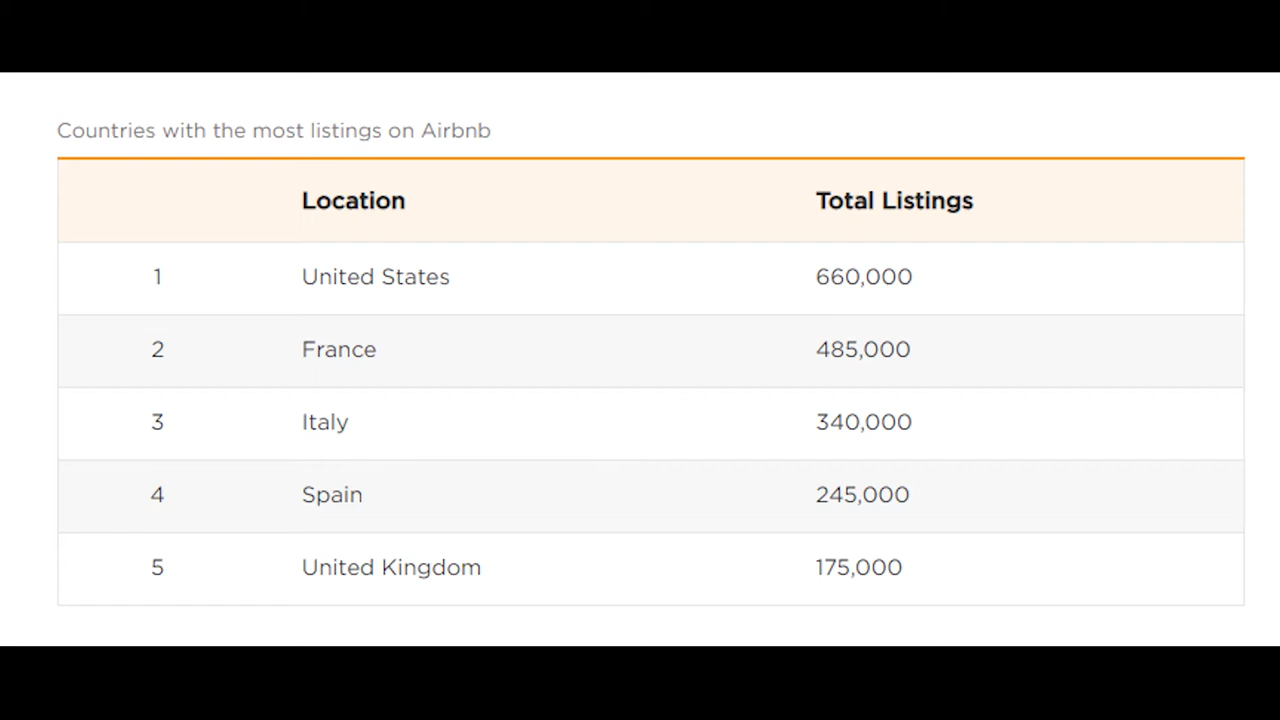 Countries with the most listings on Airbnb
Location Total Listings
1 United States 660,000
2 France 485,000
3 Italy 340,000
4 Spain 245,000
5 United Kingdom 175,000